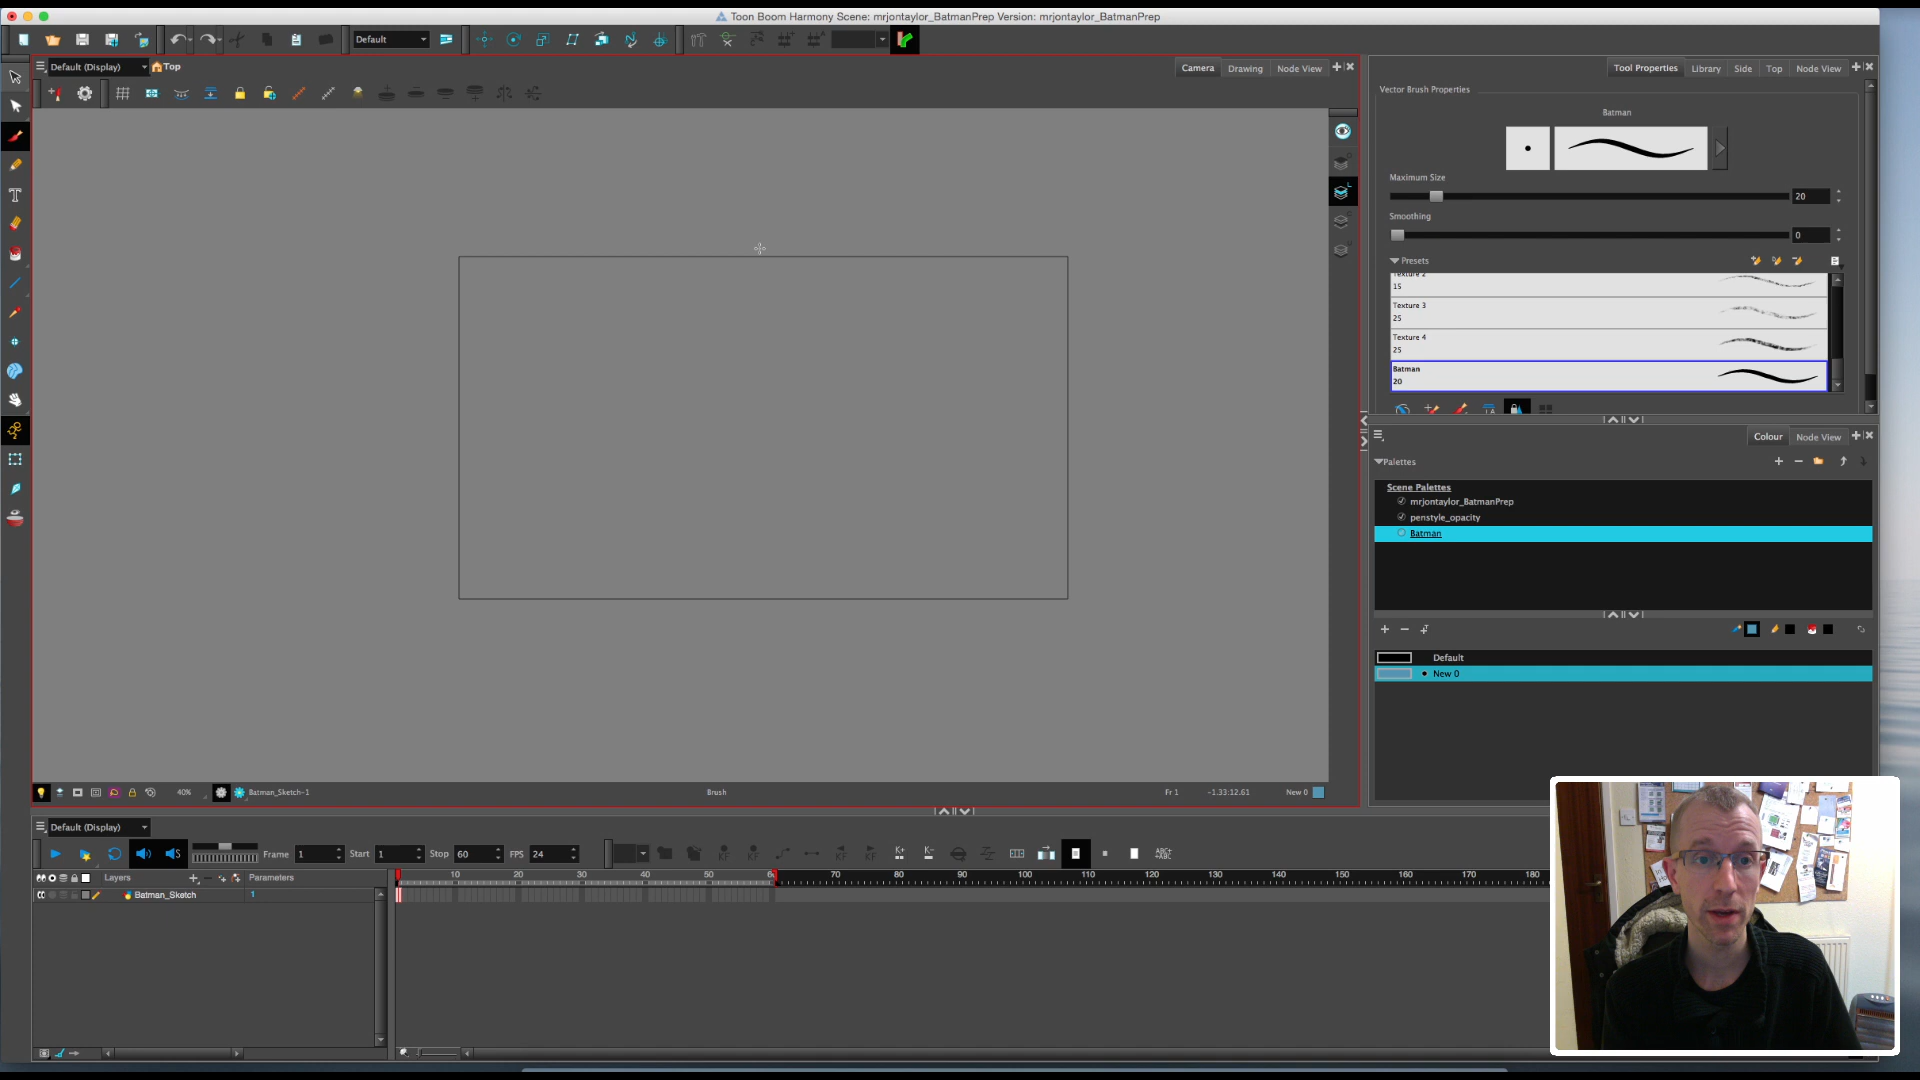 Toon Boom Harmony Scene: mrjontaylor_BatmanPrep Version: mrjontaylor_BatmanPrep
Default
Default (Display)
Top
Camera
Drawing
Node View
Tool Properties
Library
Side
Top
Node View
Vector Brush Properties
Batman
Maximum Size
20
Smoothing
0
Presets
Texture 2
15
Texture 3
25
Texture 4
25
Batman
20
Colour
Node View
Palettes
Scene Palettes
mrjontaylor_BatmanPrep
penstyle_opacity
Batman
Default
New 0
40%
Batman_Sketch-1
Brush
Fr 1
-1.33:12.61
New 0
Default (Display)
Frame 1
Start 1
Stop 60
FPS 24
Layers
Parameters
10 20 30 40 50 70 80 90 100 110 120 130 140 150 160 170 180
Batman_Sketch
1